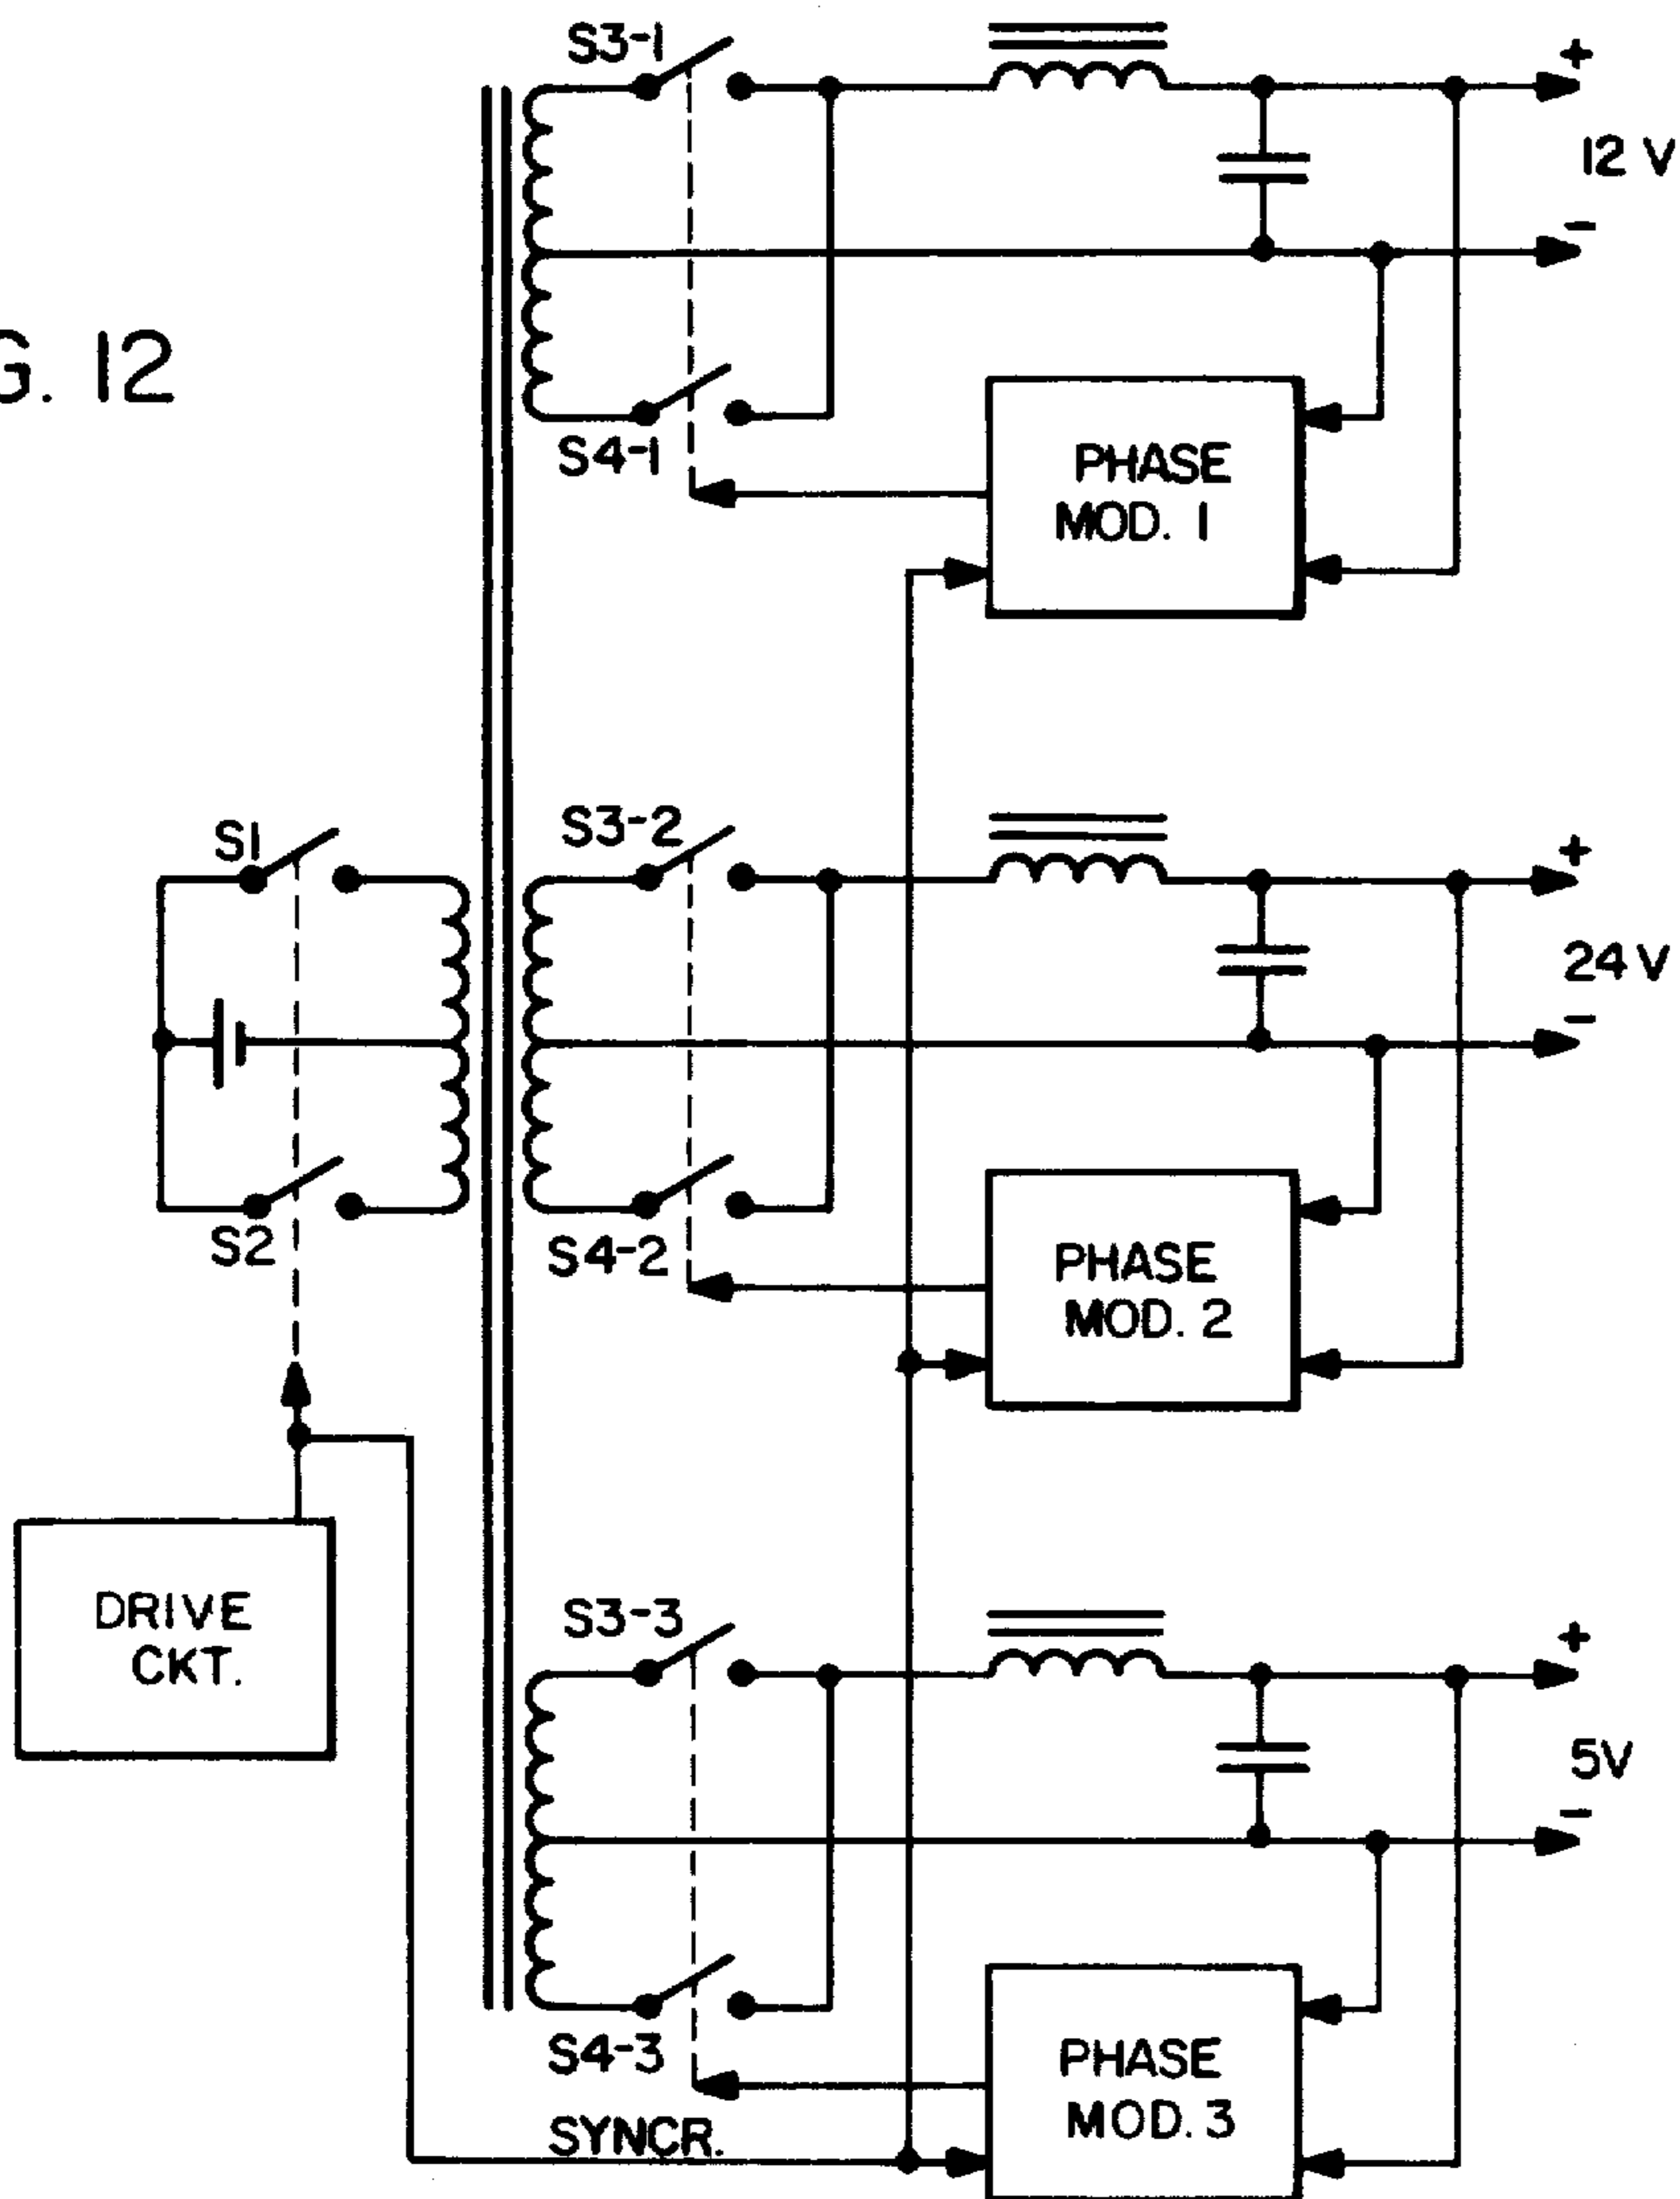 S3-1
+
12 V
-
G. 12
S4-1
PHASE
MOD. 1
S1
S3-2
+
24 V
-
S2
S4-2
PHASE
MOD. 2
DRIVE
CKT.
S3-3
+
5V
-
S4-3
PHASE
MOD. 3
SYNCR.